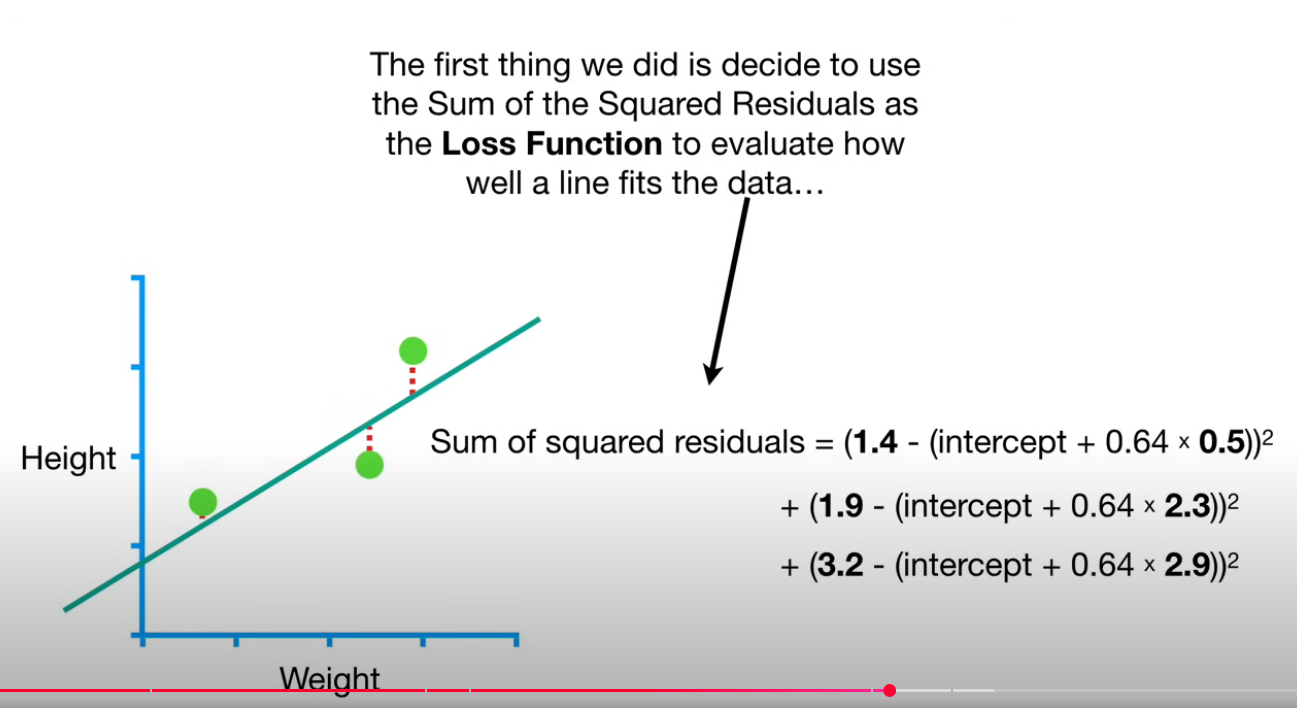 The first thing we did is decide to use
the Sum of the Squared Residuals as
the Loss Function to evaluate how
well a line fits the data…
Height
Sum of squared residuals = (1.4 - (intercept + 0.64 × 0.5))²
+ (1.9 - (intercept + 0.64 × 2.3))²
+ (3.2 - (intercept + 0.64 × 2.9))²
Weight